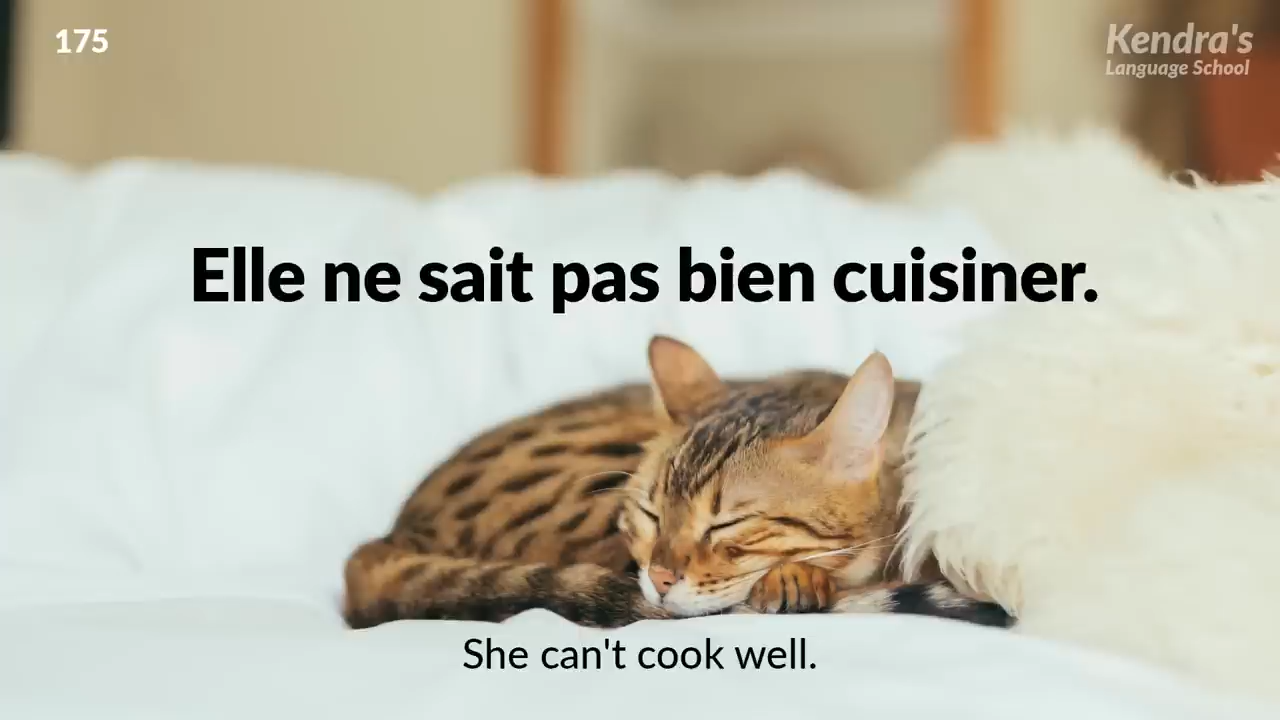 175
Kendra's
Language School
Elle ne sait pas bien cuisiner.
She can't cook well.